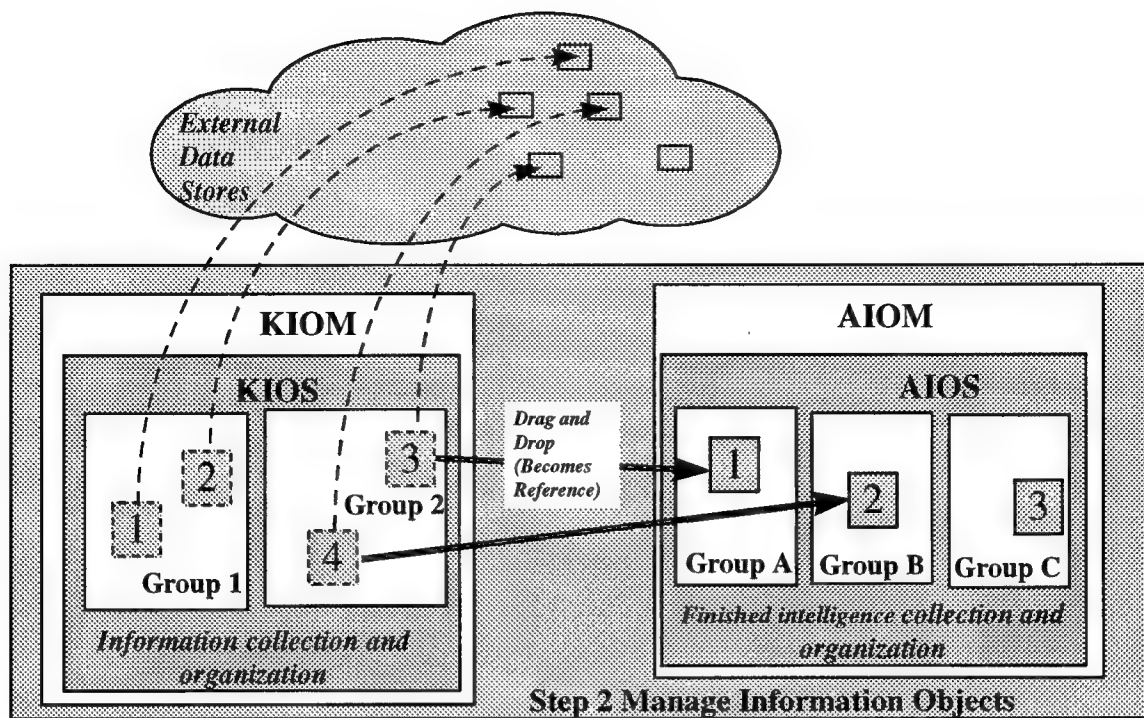 External
Data
Stores
KIOM
KIOS
1
2
Group 1
3
Group 2
4
Information collection and
organization
Drag and
Drop
(Becomes
Reference)
AIOM
AIOS
1
Group A
2
Group B
3
Group C
Finished intelligence collection and
organization
Step 2 Manage Information Objects